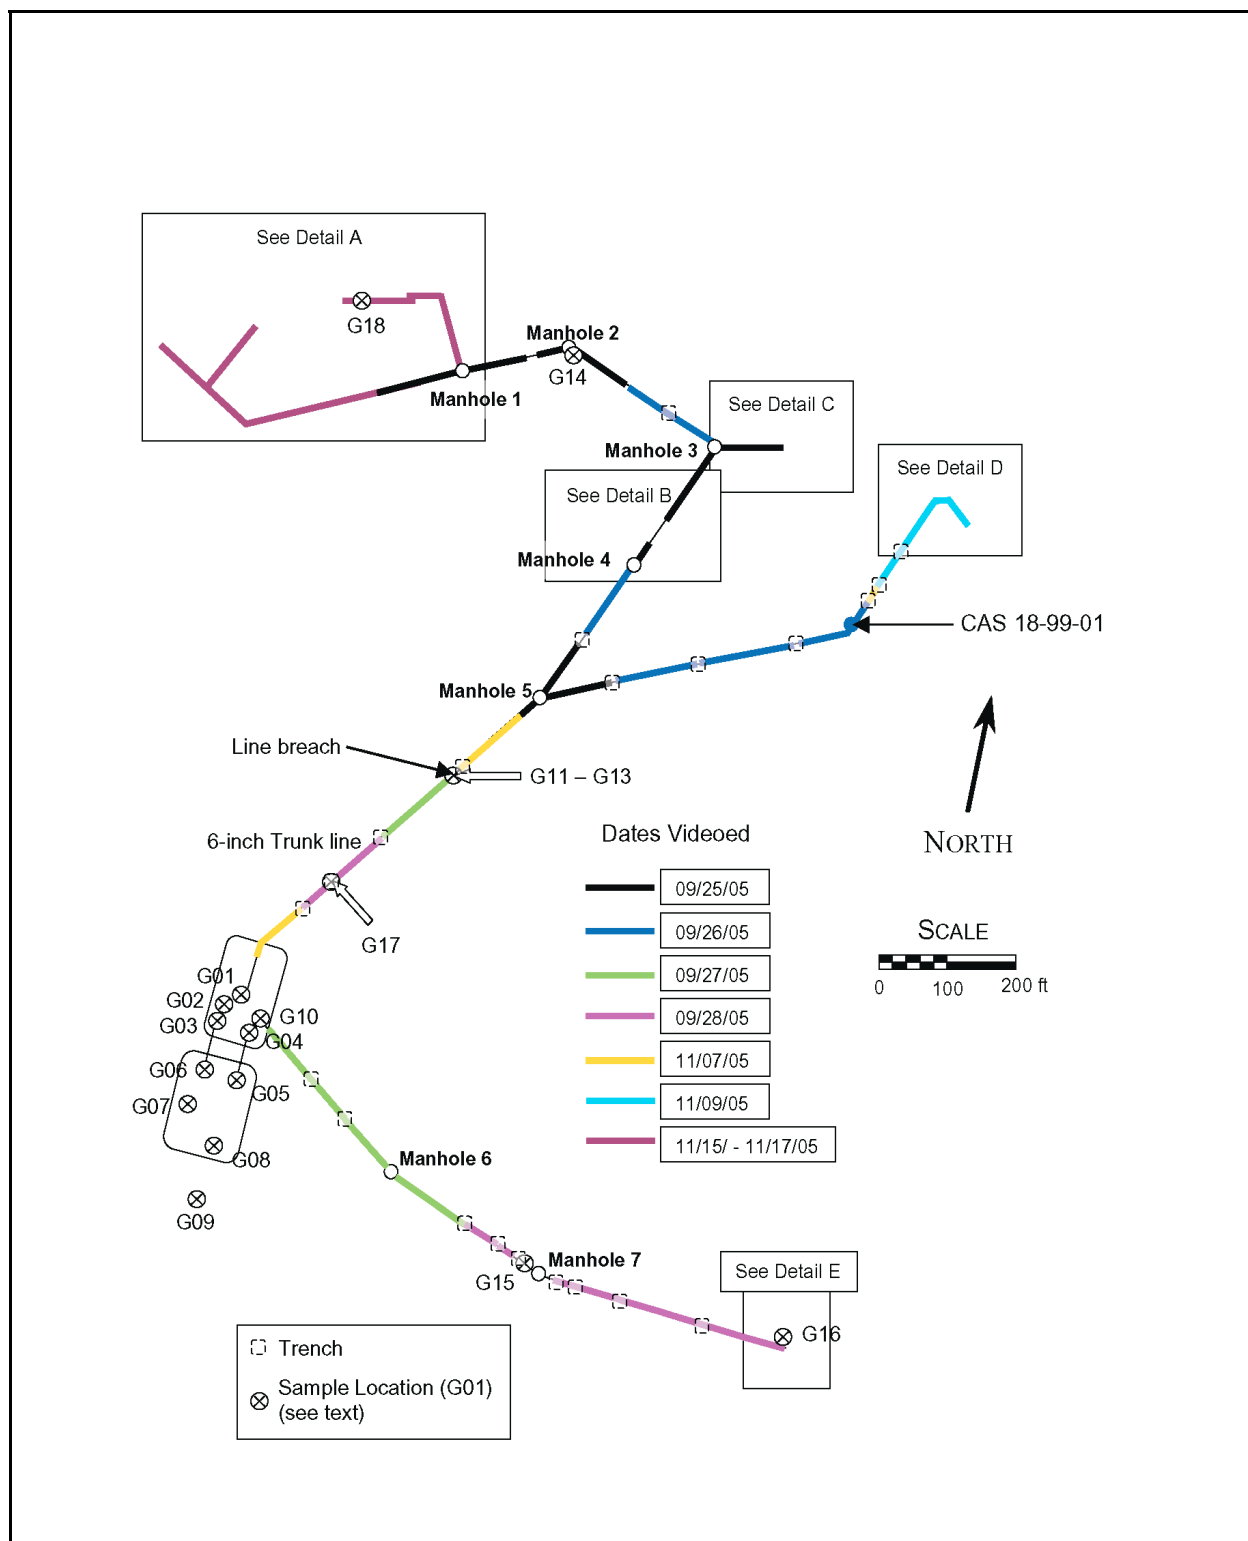 See Detail A
G18
Manhole 2
G14
Manhole 1
See Detail C
Manhole 3
See Detail D
See Detail B
Manhole 4
CAS 18-99-01
Manhole 5
Line breach
G11 – G13
6-inch Trunk line
G17
NORTH
SCALE
0 100 200 ft
Dates Videoed
09/25/05
09/26/05
09/27/05
09/28/05
11/07/05
11/09/05
11/15/ - 11/17/05
G01
G02
G03
G10
G04
G06
G05
G07
G08
G09
Manhole 6
Manhole 7
G15
See Detail E
G16
Trench
Sample Location (G01)
(see text)